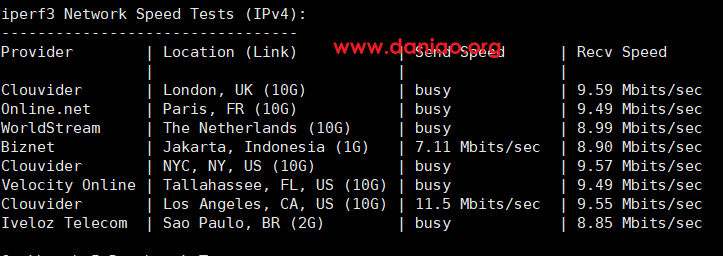 iperf3 Network Speed Tests (IPv4):
---------------------------------
www.daniao.org
Provider | Location (Link) | Send Speed | Recv Speed
| | |
Clouvider | London, UK (10G) | busy | 9.59 Mbits/sec
Online.net | Paris, FR (10G) | busy | 9.49 Mbits/sec
WorldStream | The Netherlands (10G) | busy | 8.99 Mbits/sec
Biznet | Jakarta, Indonesia (1G) | 7.11 Mbits/sec | 8.90 Mbits/sec
Clouvider | NYC, NY, US (10G) | busy | 9.57 Mbits/sec
Velocity Online | Tallahassee, FL, US (10G) | busy | 9.49 Mbits/sec
Clouvider | Los Angeles, CA, US (10G) | 11.5 Mbits/sec | 9.55 Mbits/sec
Iveloz Telecom | Sao Paulo, BR (2G) | busy | 8.85 Mbits/sec